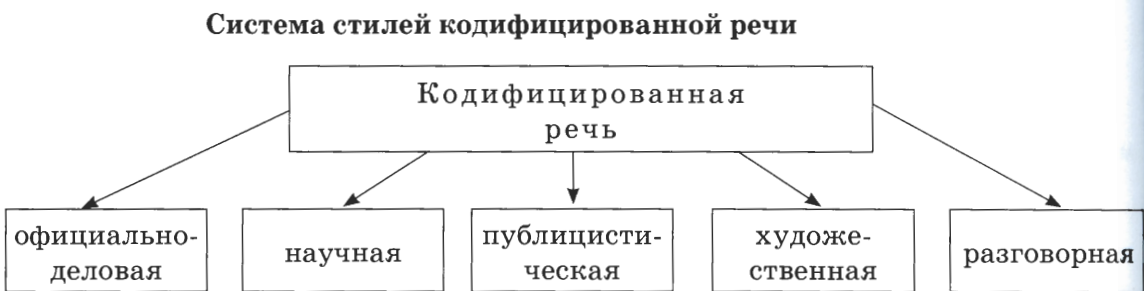 Система стилей кодифицированной речи
Кодифицированная
речь
официально-
деловая
научная
публицисти-
ческая
художе-
ственная
разговорная